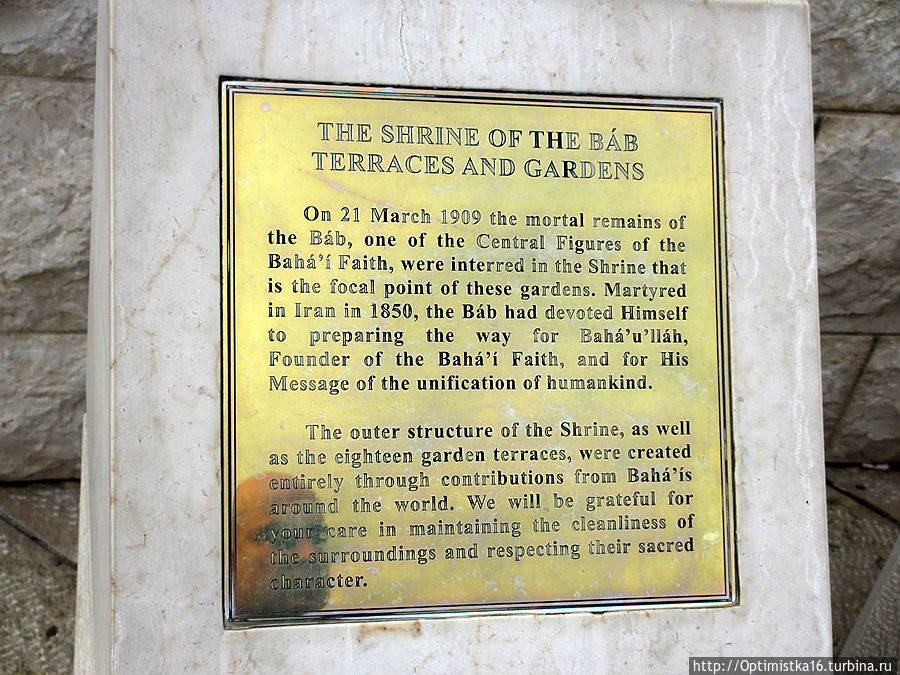 THE SHRINE OF THE BÁB
TERRACES AND GARDENS
On 21 March 1909 the mortal remains of
the Báb, one of the Central Figures of the
Bahá'í Faith, were interred in the Shrine that
is the focal point of these gardens. Martyred
in Iran in 1850, the Báb had devoted Himself
to preparing the way for Bahá'u'lláh,
Founder of the Bahá'í Faith, and for His
Message of the unification of humankind.
The outer structure of the Shrine, as well
as the eighteen garden terraces, were created
entirely through contributions from Bahá'ís
around the world. We will be grateful for
your care in maintaining the cleanliness of
the surroundings and respecting their sacred
character.
http://Optimistka16.turbina.ru/